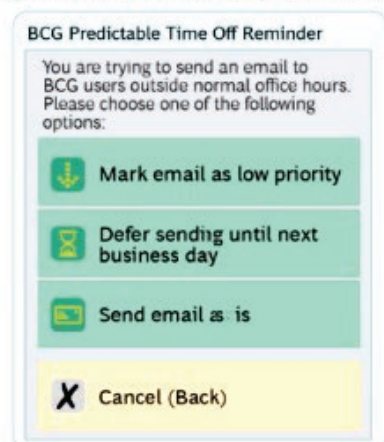 BCG Predictable Time Off Reminder
You are trying to send an email to
BCG users outside normal office hours.
Please choose one of the following
options:
Mark email as low priority
Defer sending until next
business day
Send email as is
X Cancel (Back)